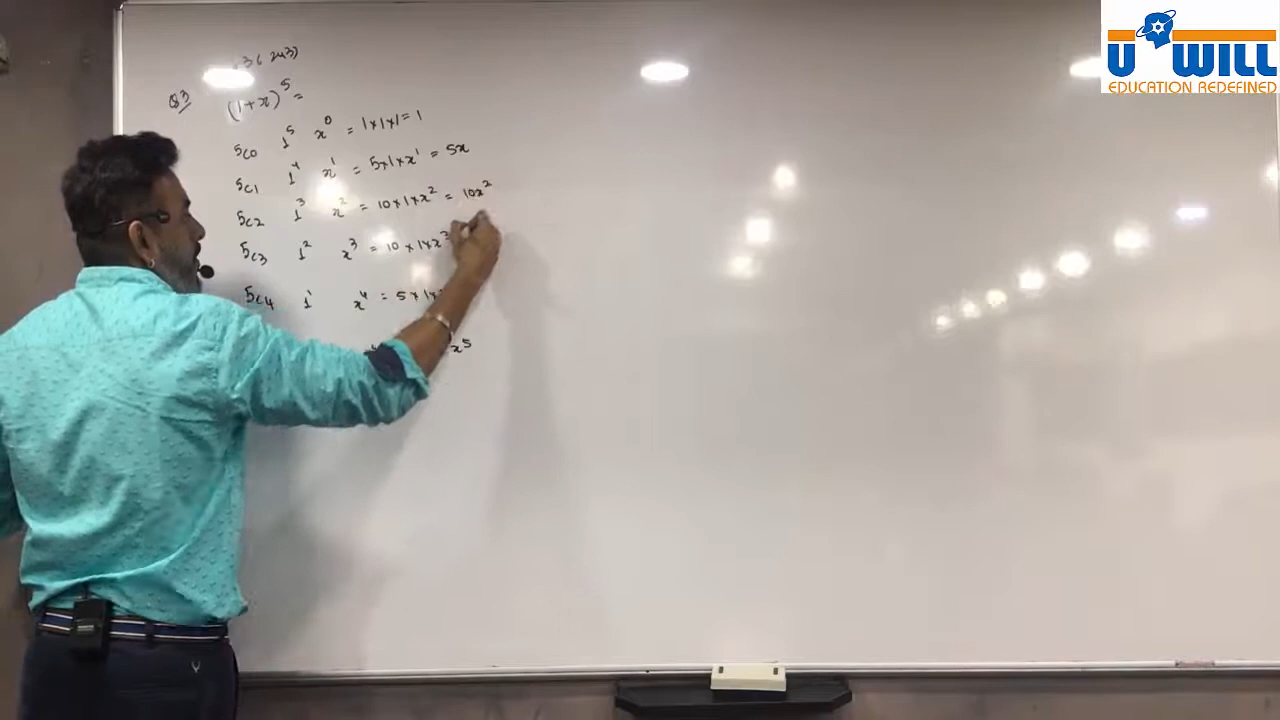 3(243)
Q3 (1+x)^5 =
5C0 1^5 x^0 = 1×1×1 = 1
5C1 1^4 x^1 = 5×1×x^1 = 5x
5C2 1^3 x^2 = 10×1×x^2 = 10x^2
5C3 1^2 x^3 = 10×1×x^3
5C4 1^1 x^4 = 5×1×
x^5
U WILL
EDUCATION REDEFINED